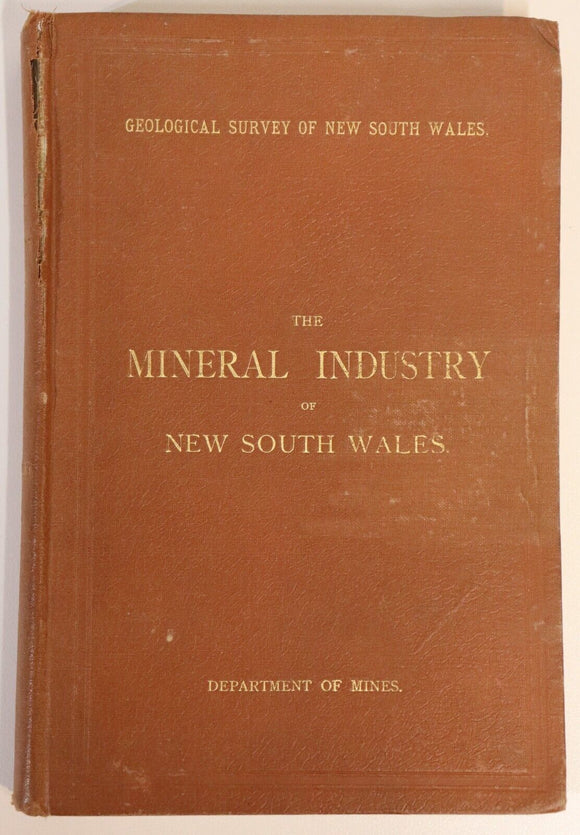 GEOLOGICAL SURVEY OF NEW SOUTH WALES.
THE
MINERAL INDUSTRY
OF
NEW SOUTH WALES.
DEPARTMENT OF MINES.